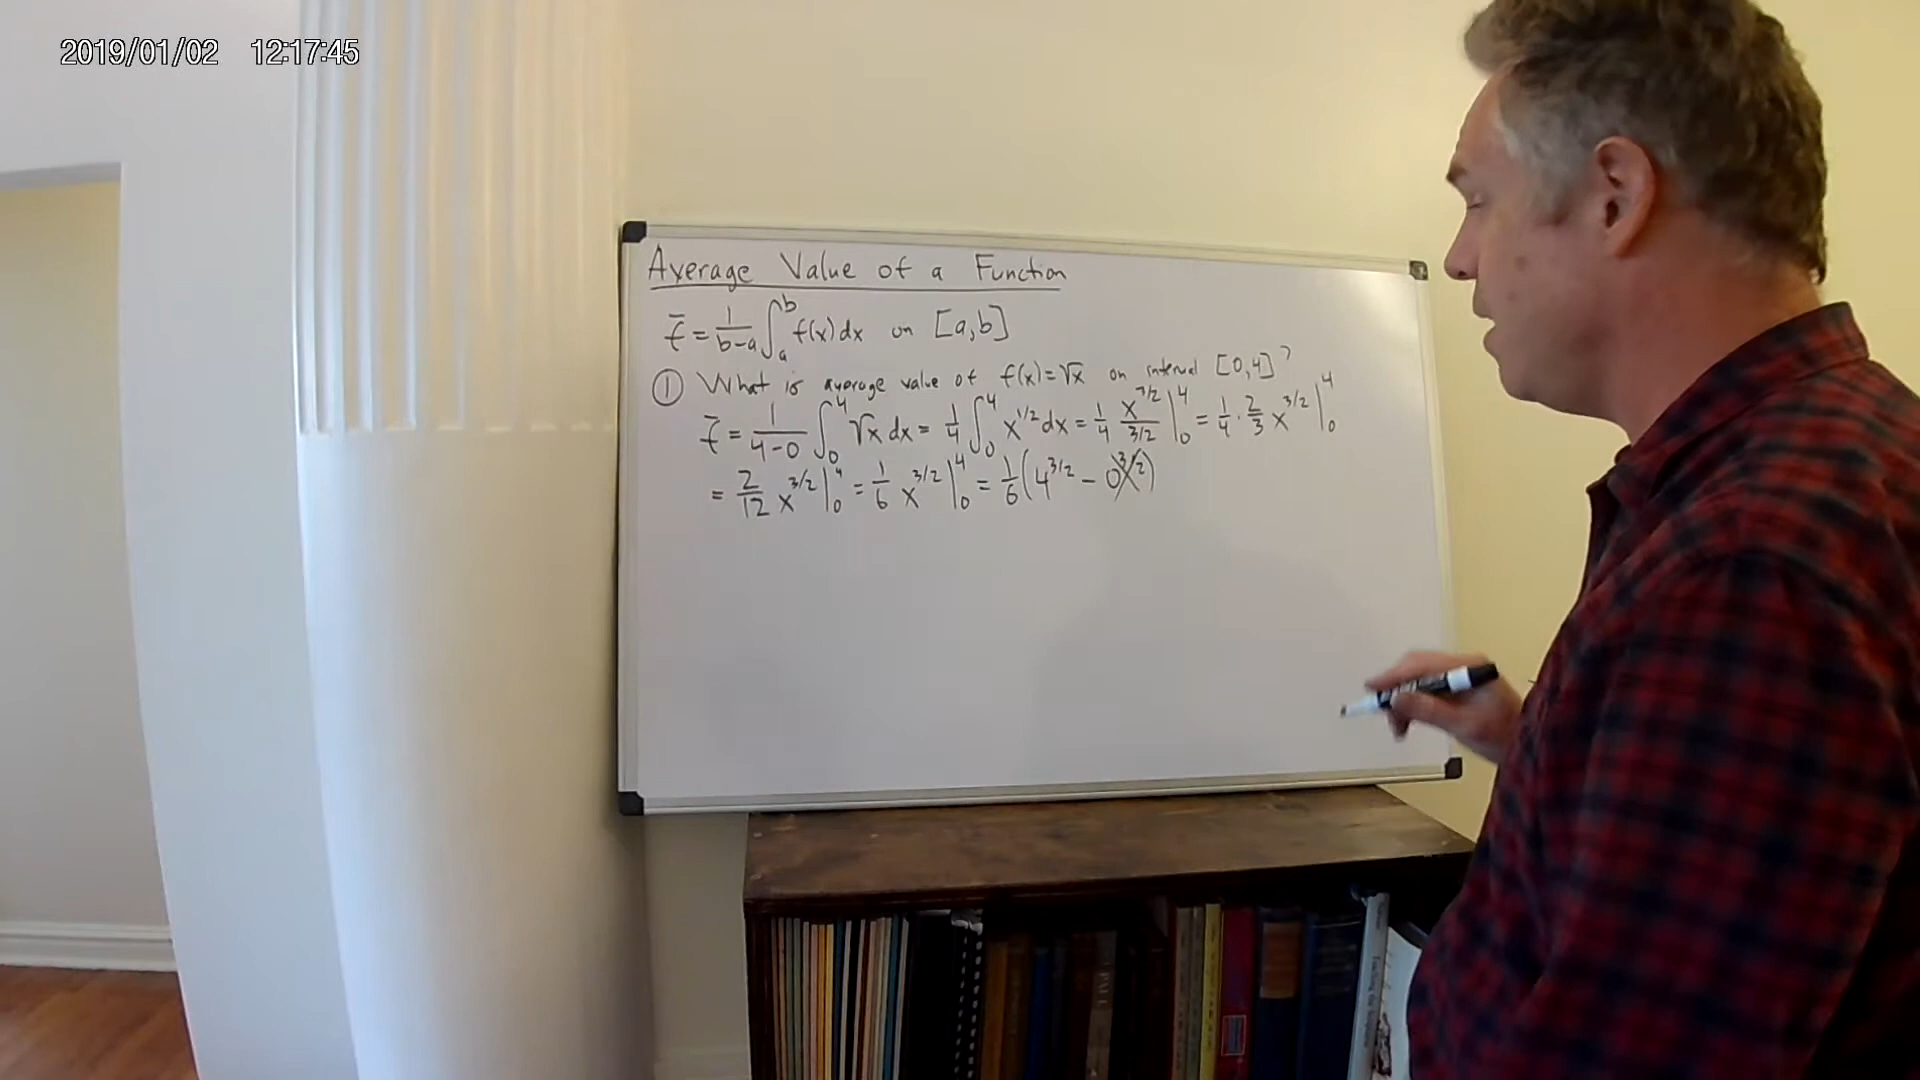 2019/01/02 12:17:45
Average Value of a Function
f̄ = 1/(b-a) ∫_a^b f(x) dx on [a,b]
① What is average value of f(x)=√x on interval [0,4]?
f̄ = 1/(4-0) ∫_0^4 √x dx = 1/4 ∫_0^4 x^(1/2) dx = 1/4 x^(3/2)/(3/2) |_0^4 = 1/4 · 2/3 x^(3/2) |_0^4
= 2/12 x^(3/2) |_0^4 = 1/6 x^(3/2) |_0^4 = 1/6 (4^(3/2) - 0^(3/2))